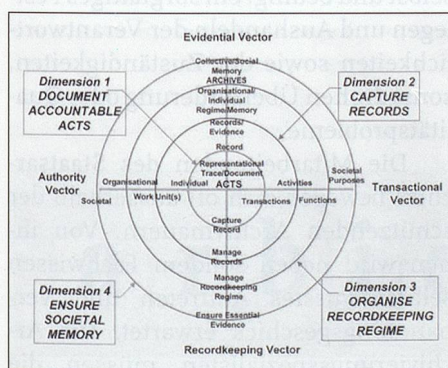 Evidential Vector
Dimension 1
DOCUMENT
ACCOUNTABLE
ACTS
Collective/Social
Memory
ARCHIVES
Organisational/
Individual
Regime/Memory
Records/
Evidence
Record
Representational
Trace/Document
ACTS
Dimension 2
CAPTURE
RECORDS
Authority
Vector
Societal
Organisational
Work Unit(s)
Individual
Activities
Transactions
Functions
Societal
Purposes
Transactional
Vector
Capture
Record
Manage
Records
Manage
Recordkeeping
Regime
Ensure Essential
Evidence
Dimension 4
ENSURE
SOCIETAL
MEMORY
Dimension 3
ORGANISE
RECORDKEEPING
REGIME
Recordkeeping Vector